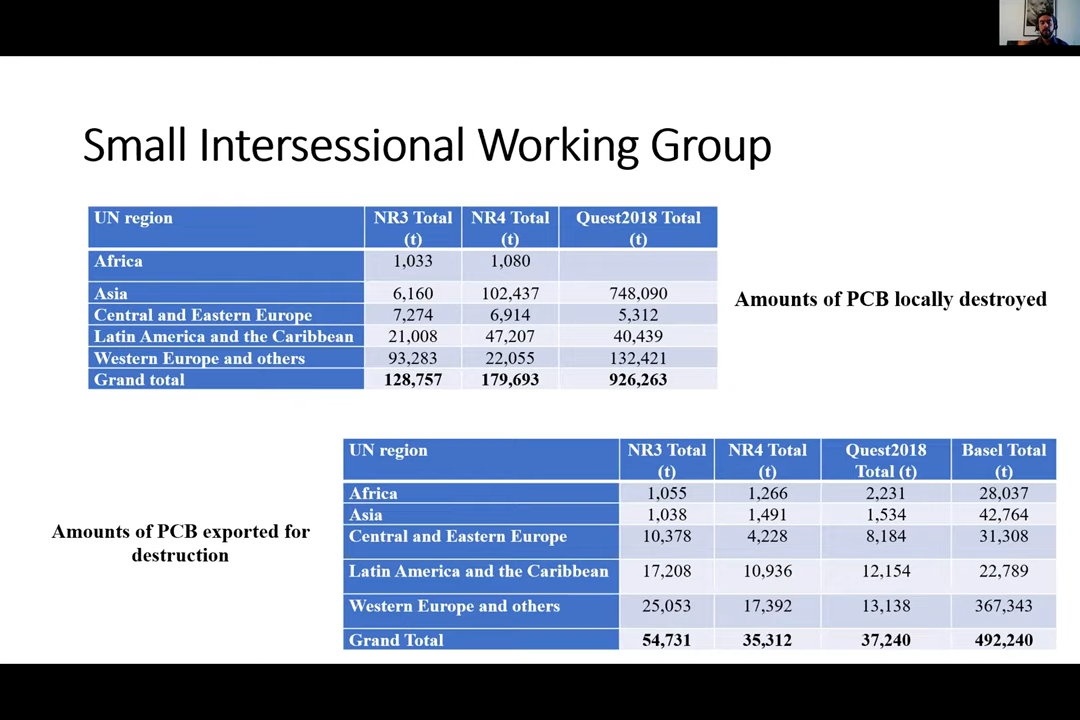 Small Intersessional Working Group
UN region NR3 Total (t) NR4 Total (t) Quest2018 Total (t)
Africa 1,033 1,080
Asia 6,160 102,437 748,090
Central and Eastern Europe 7,274 6,914 5,312
Latin America and the Caribbean 21,008 47,207 40,439
Western Europe and others 93,283 22,055 132,421
Grand total 128,757 179,693 926,263
Amounts of PCB locally destroyed
UN region NR3 Total (t) NR4 Total (t) Quest2018 Total (t) Basel Total (t)
Africa 1,055 1,266 2,231 28,037
Asia 1,038 1,491 1,534 42,764
Central and Eastern Europe 10,378 4,228 8,184 31,308
Latin America and the Caribbean 17,208 10,936 12,154 22,789
Western Europe and others 25,053 17,392 13,138 367,343
Grand Total 54,731 35,312 37,240 492,240
Amounts of PCB exported for
destruction